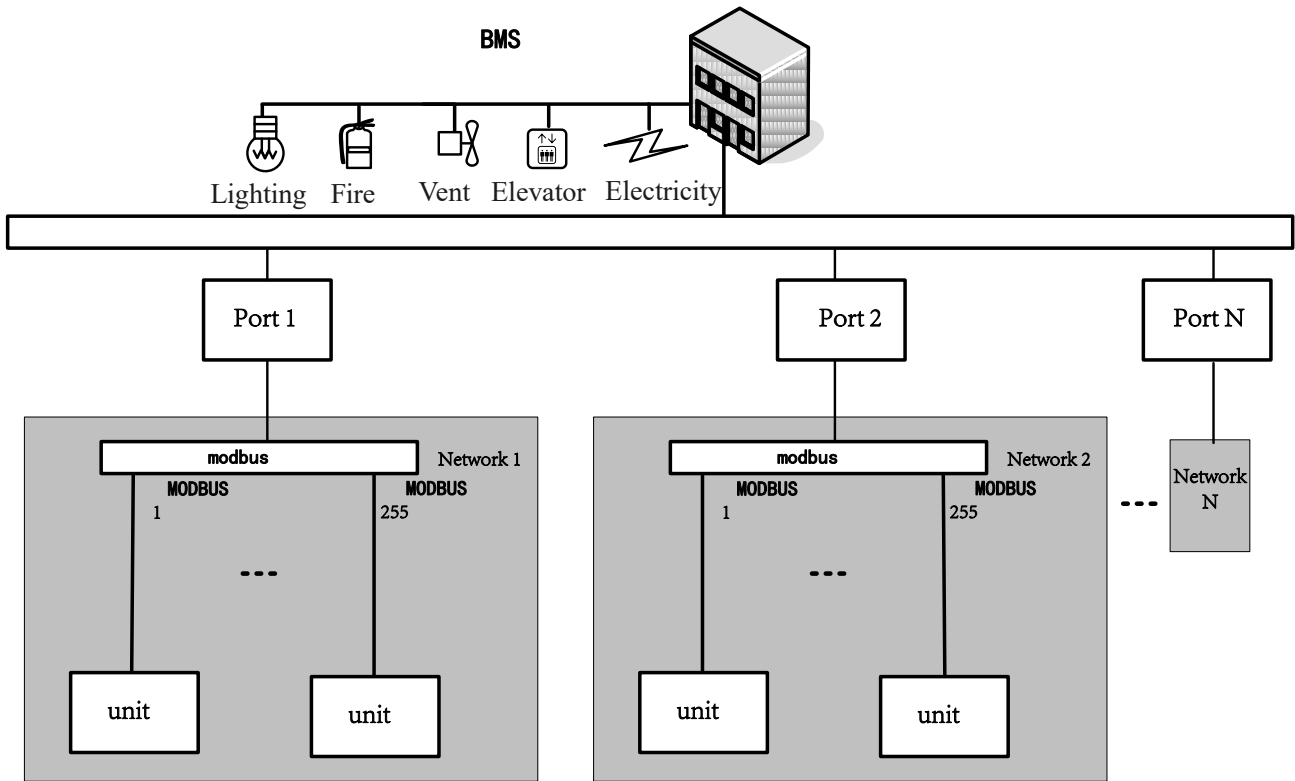 BMS
Lighting Fire Vent Elevator Electricity
Port 1
Port 2
Port N
modbus
Network 1
MODBUS
1
MODBUS
255
unit
unit
modbus
Network 2
MODBUS
1
MODBUS
255
unit
unit
Network
N